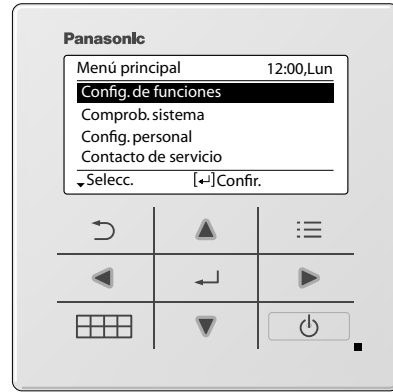 Panasonic
Menú principal 12:00,Lun
Config. de funciones
Comprob. sistema
Config. personal
Contacto de servicio
Selecc. [↵]Confir.